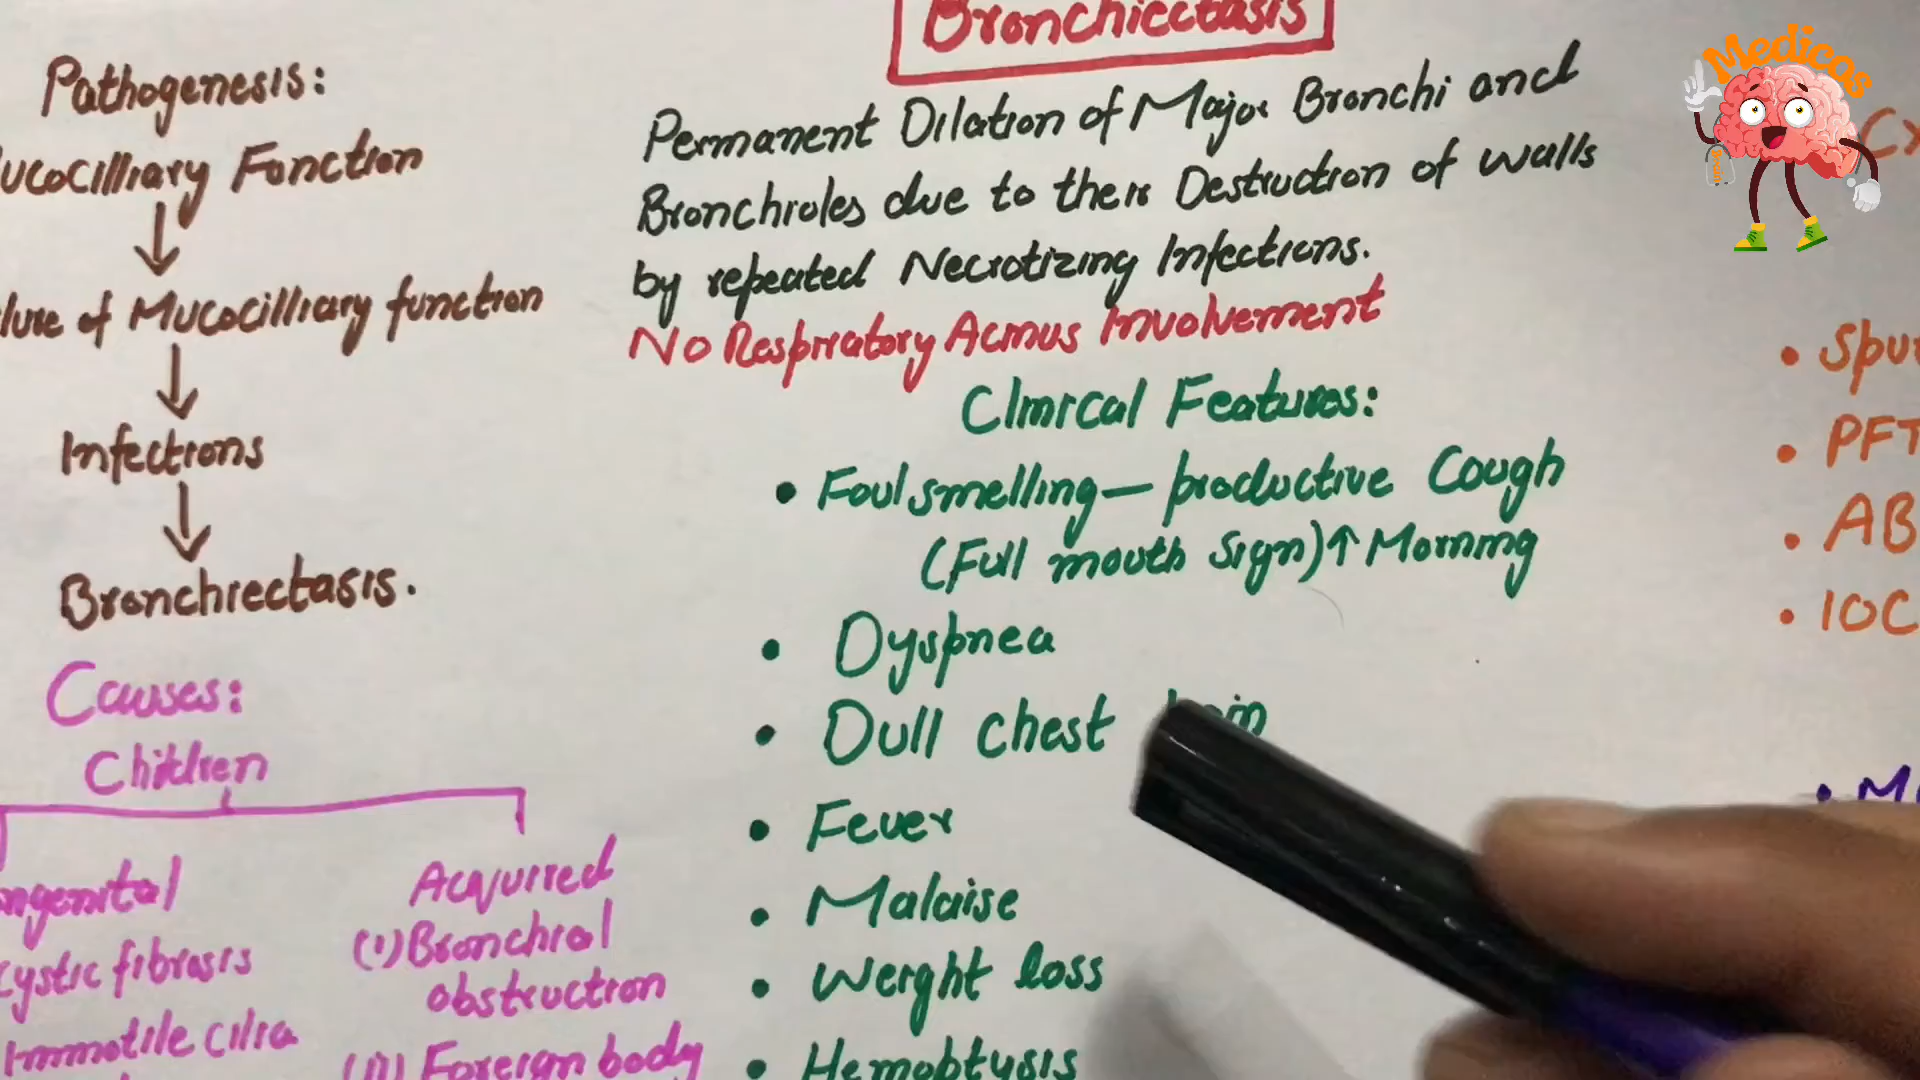 Bronchiectasis
Pathogenesis:
Mucocilliary Function
lure of Mucocilliary function
Infections
Bronchiectasis.
Causes:
Children
ongenital
Cystic fibrosis
Immotile cilia
Acquired
(i) Bronchial
obstruction
(ii) Foreign body
Permanent Dilation of Major Bronchi and
Bronchioles due to their Destruction of walls
by repeated Necrotizing Infections.
No Respiratory Acinus Involvement
Clinical Features:
• Foul smelling – productive Cough
(Full mouth sign) ↑ Morning
• Dyspnea
• Dull chest pain
• Fever
• Malaise
• Weight loss
• Hemoptysis
Medicos
Cx
• Spu
• PFT
• AB
• IOC
• M